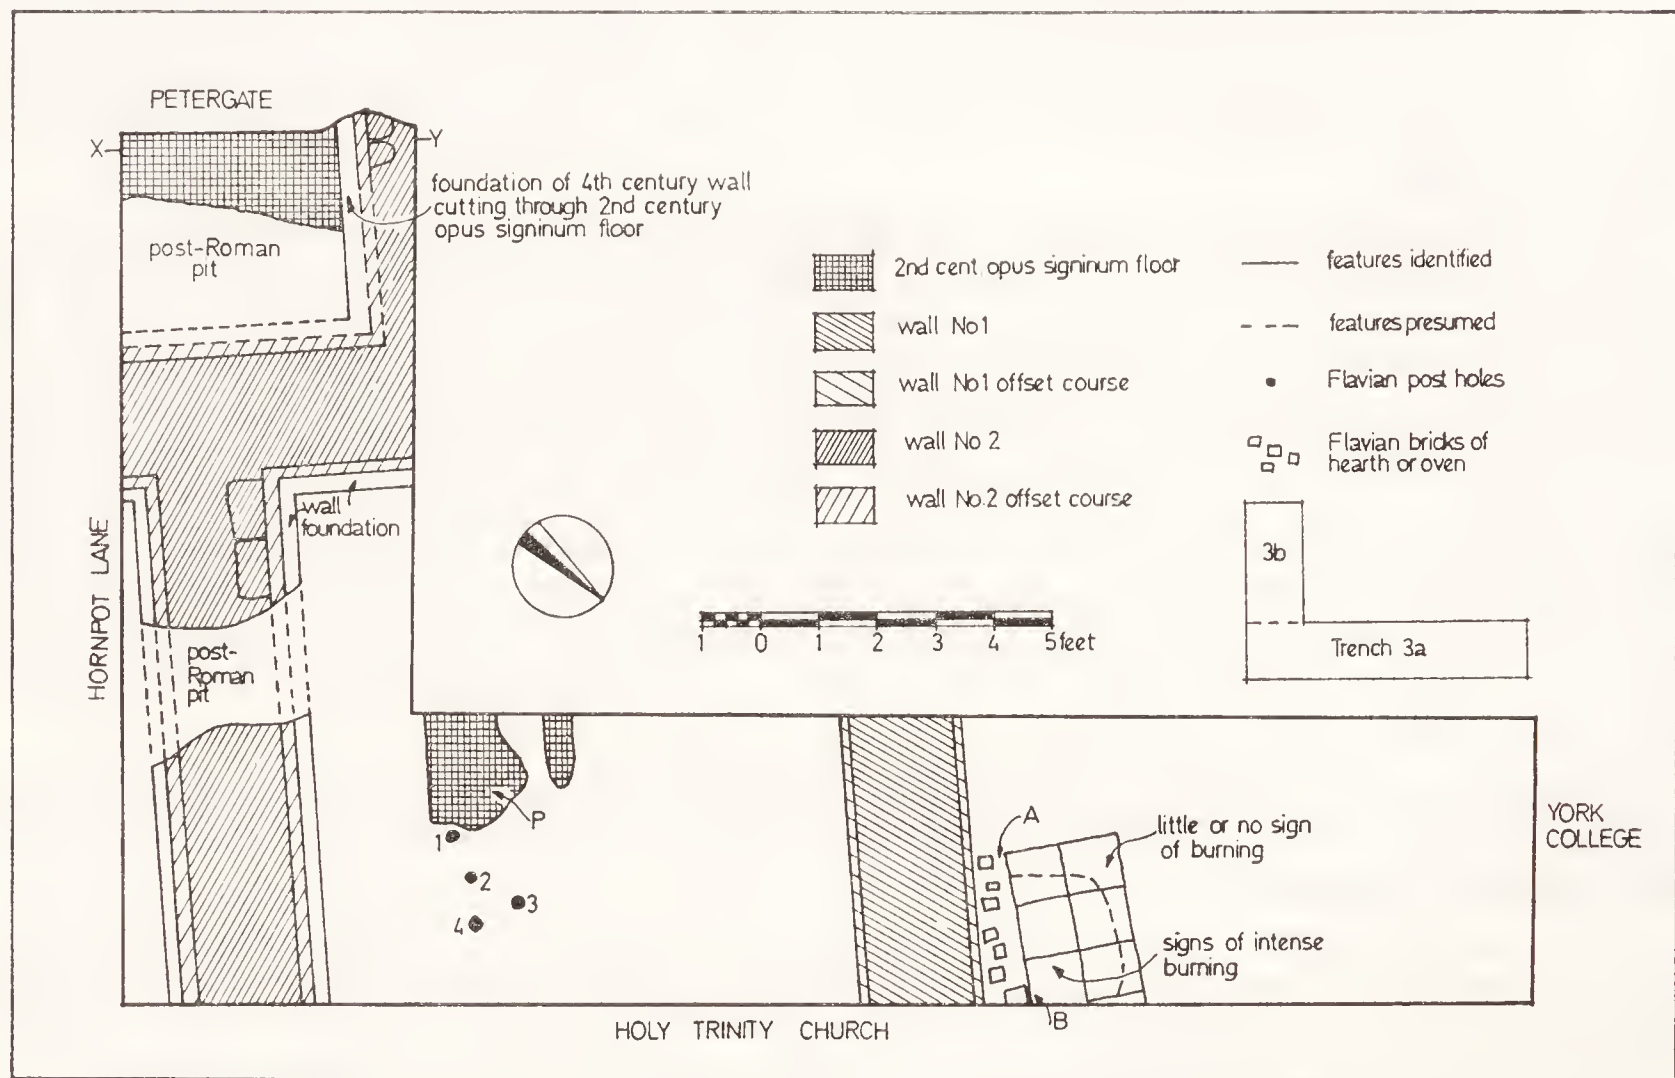 PETERGATE
X
Y
foundation of 4th century wall
cutting through 2nd century
opus signinum floor
post-Roman
pit
2nd cent. opus signinum floor
wall No1
wall No1 offset course
wall No 2
wall No.2 offset course
features identified
features presumed
Flavian post holes
Flavian bricks of
hearth or oven
3b
Trench 3a
wall
foundation
HORNPOT LANE
post-
Roman
pit
1 0 1 2 3 4 5 feet
P
1
2
3
4
A
little or no sign
of burning
signs of intense
burning
B
YORK
COLLEGE
HOLY TRINITY CHURCH